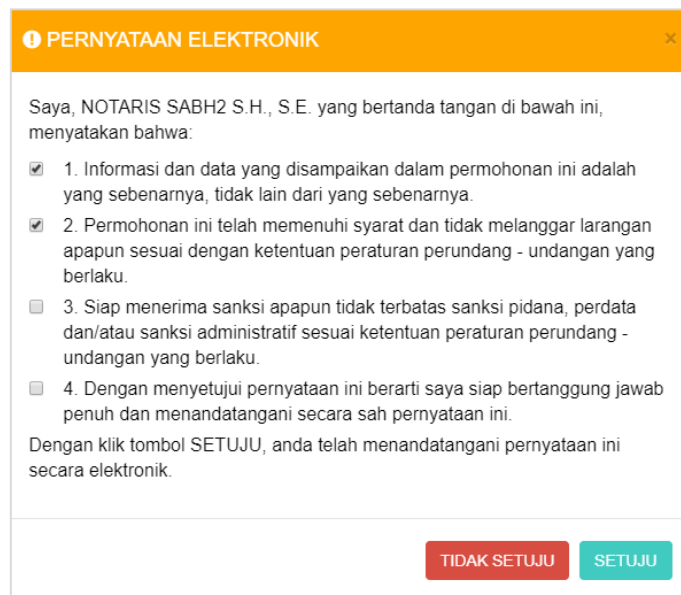 PERNYATAAN ELEKTRONIK ×
Saya, NOTARIS SABH2 S.H., S.E. yang bertanda tangan di bawah ini,
menyatakan bahwa:
1. Informasi dan data yang disampaikan dalam permohonan ini adalah
yang sebenarnya, tidak lain dari yang sebenarnya.
2. Permohonan ini telah memenuhi syarat dan tidak melanggar larangan
apapun sesuai dengan ketentuan peraturan perundang - undangan yang
berlaku.
3. Siap menerima sanksi apapun tidak terbatas sanksi pidana, perdata
dan/atau sanksi administratif sesuai ketentuan peraturan perundang -
undangan yang berlaku.
4. Dengan menyetujui pernyataan ini berarti saya siap bertanggung jawab
penuh dan menandatangani secara sah pernyataan ini.
Dengan klik tombol SETUJU, anda telah menandatangani pernyataan ini
secara elektronik.
TIDAK SETUJU SETUJU